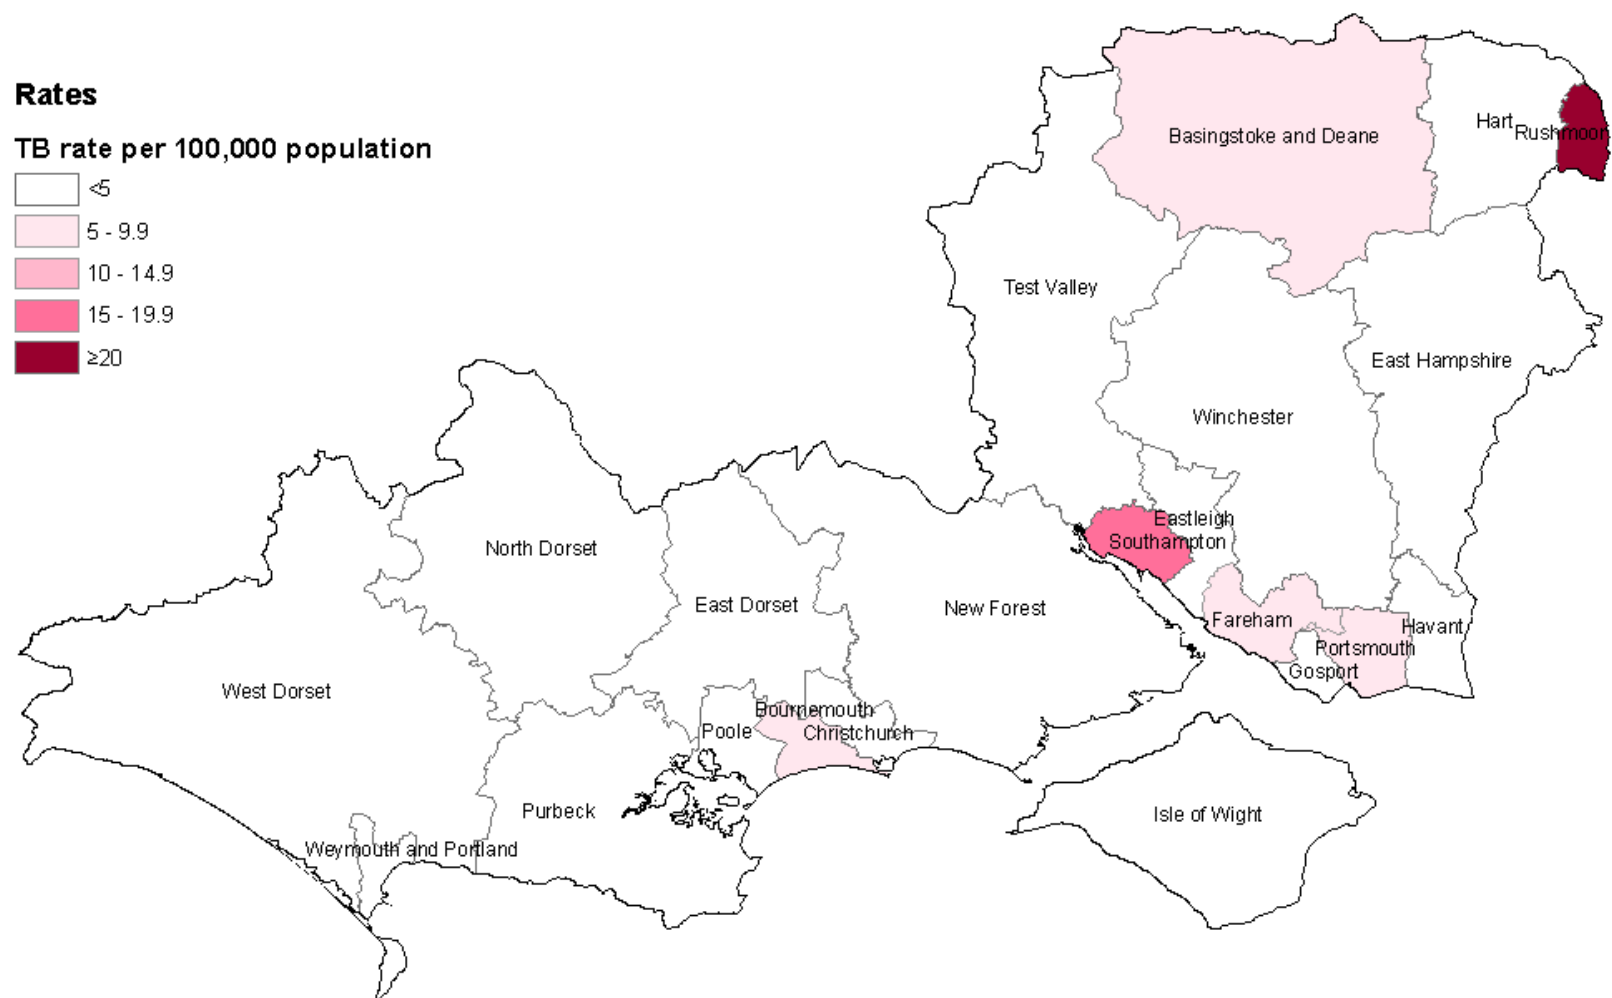 Rates
TB rate per 100,000 population
<5
5 - 9.9
10 - 14.9
15 - 19.9
≥20
Basingstoke and Deane
Hart
Rushmoor
Test Valley
East Hampshire
Winchester
Eastleigh
Southampton
North Dorset
East Dorset
New Forest
Fareham
Havant
Portsmouth
Gosport
West Dorset
Bournemouth
Poole
Christchurch
Purbeck
Isle of Wight
Weymouth and Portland